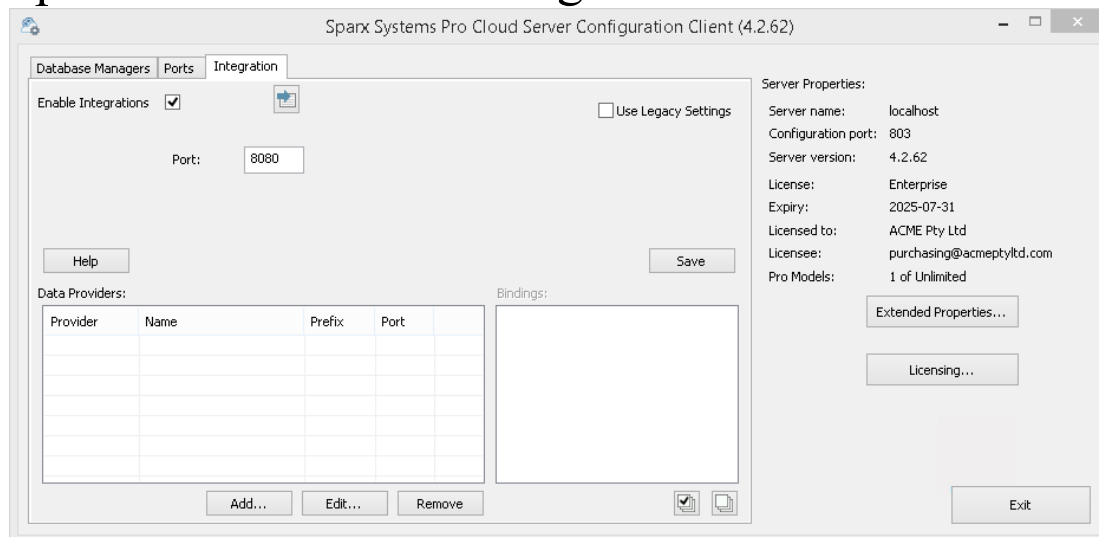 Sparx Systems Pro Cloud Server Configuration Client (4.2.62)
Database Managers Ports Integration
Enable Integrations
Use Legacy Settings
Port: 8080
Help
Save
Data Providers:
Bindings:
Provider Name Prefix Port
Add... Edit... Remove
Server Properties:
Server name: localhost
Configuration port: 803
Server version: 4.2.62
License: Enterprise
Expiry: 2025-07-31
Licensed to: ACME Pty Ltd
Licensee: purchasing@acmeptyltd.com
Pro Models: 1 of Unlimited
Extended Properties...
Licensing...
Exit